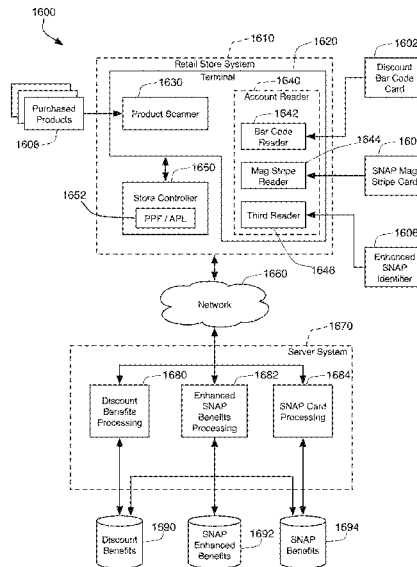 1600
1610
1620
1602
Retail Store System
Terminal
Discount
Bar Code
Card
1630
1640
Account Reader
1642
Purchased
Products
Product Scanner
Bar Code
Reader
1644
1608
1650
Mag Stripe
Reader
SNAP Mag
Stripe Card
Store Controller
1652
PPF / APL
Third Reader
1606
1646
Enhanced
SNAP
Identifier
1660
Network
1670
Server System
1680
1682
1684
Discount
Benefits
Processing
Enhanced
SNAP
Benefits
Processing
SNAP Card
Processing
1690
1692
1694
Discount
Benefits
SNAP
Enhanced
Benefits
SNAP
Benefits